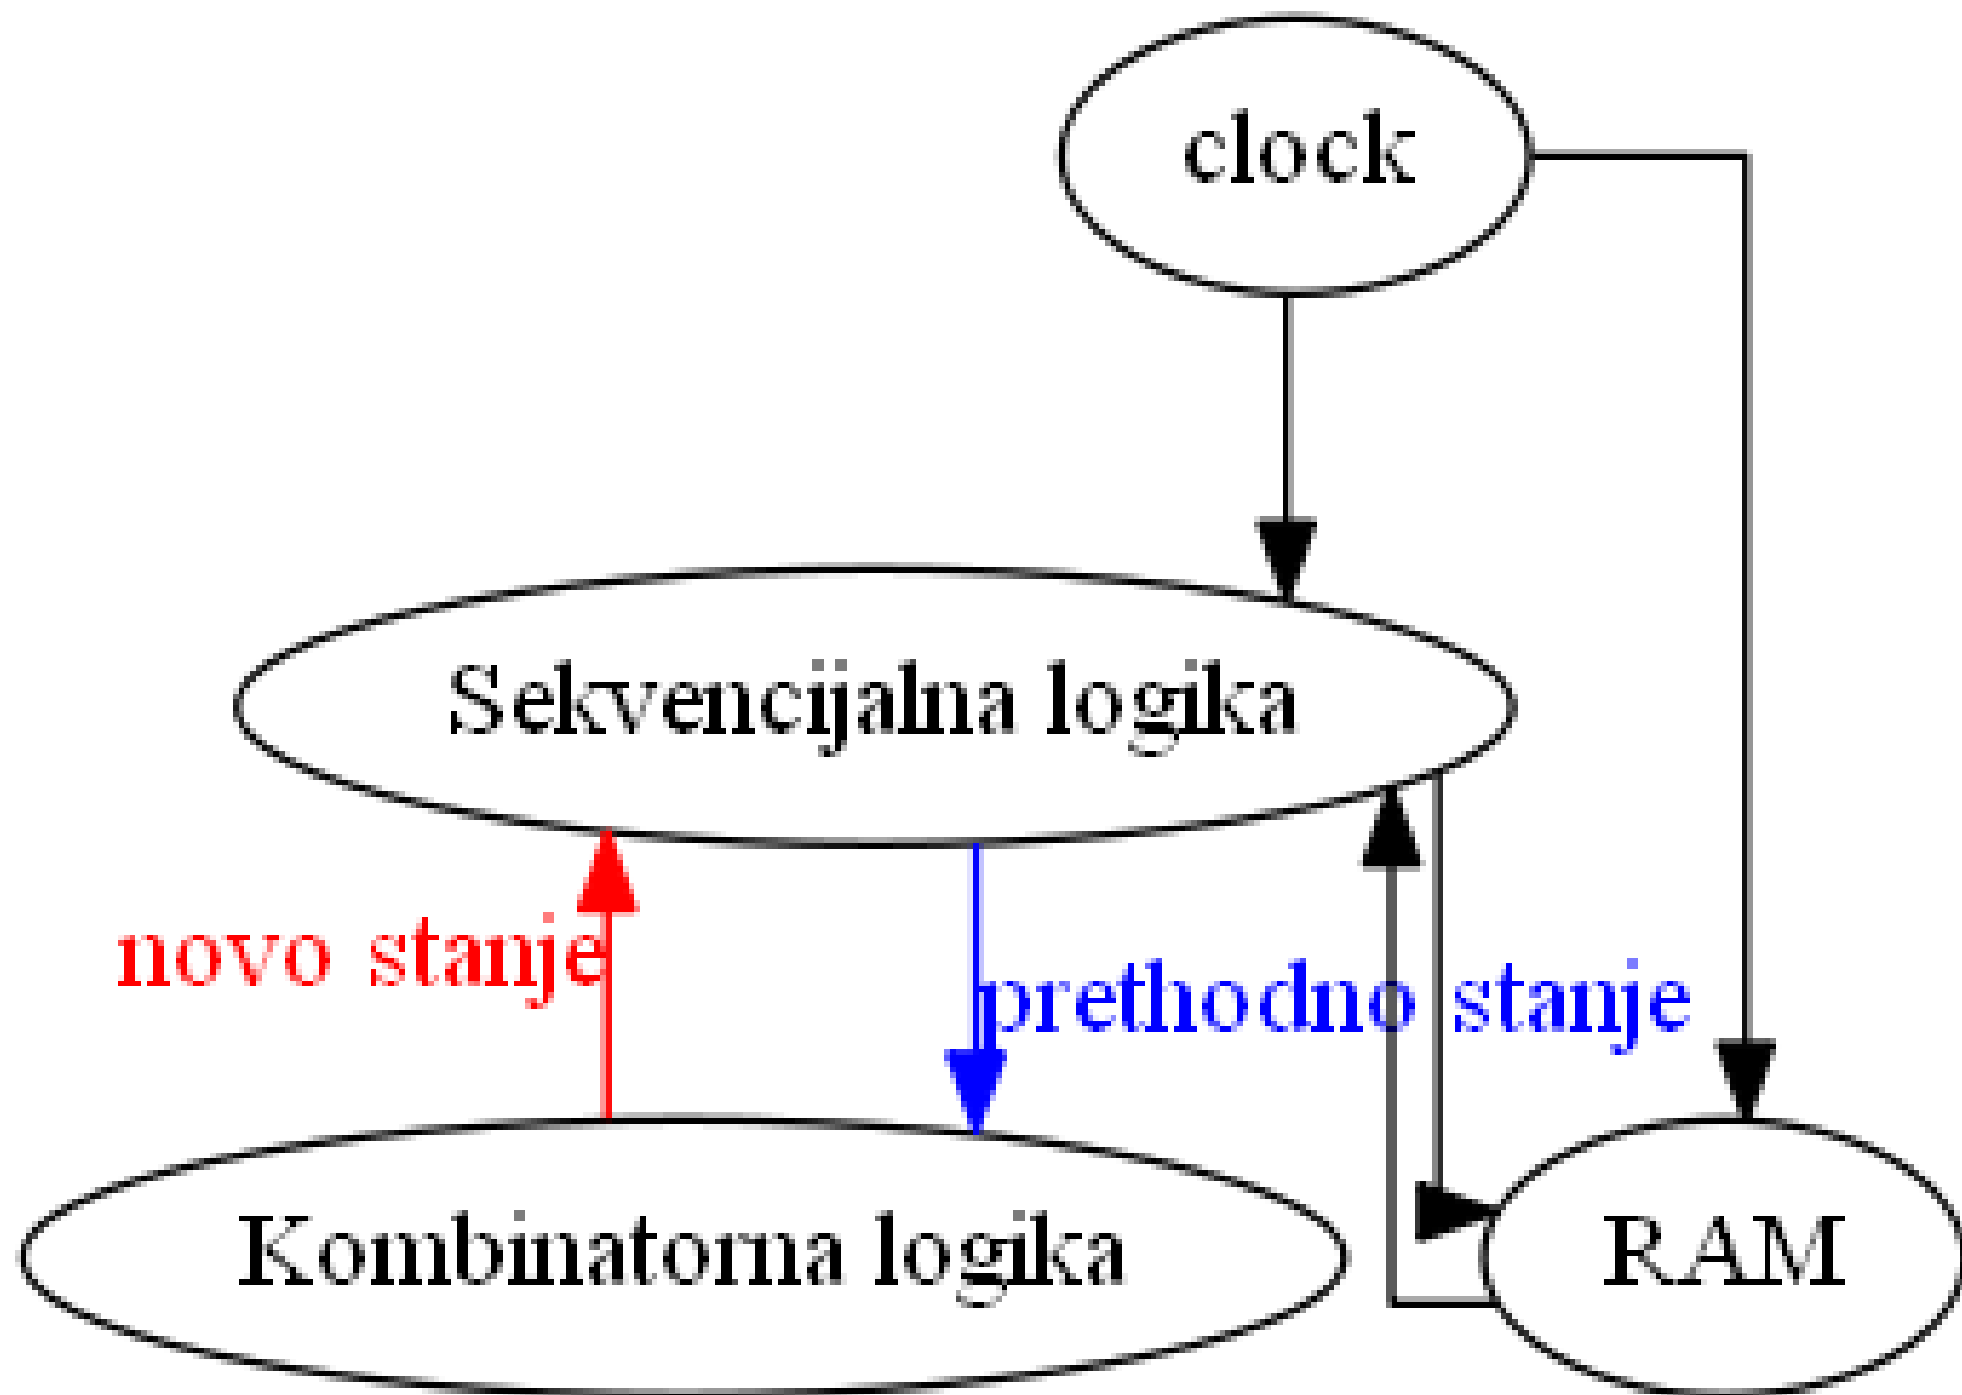 clock
Sekvencijalna logika
novo stanje
prethodno stanje
Kombinatorna logika
RAM